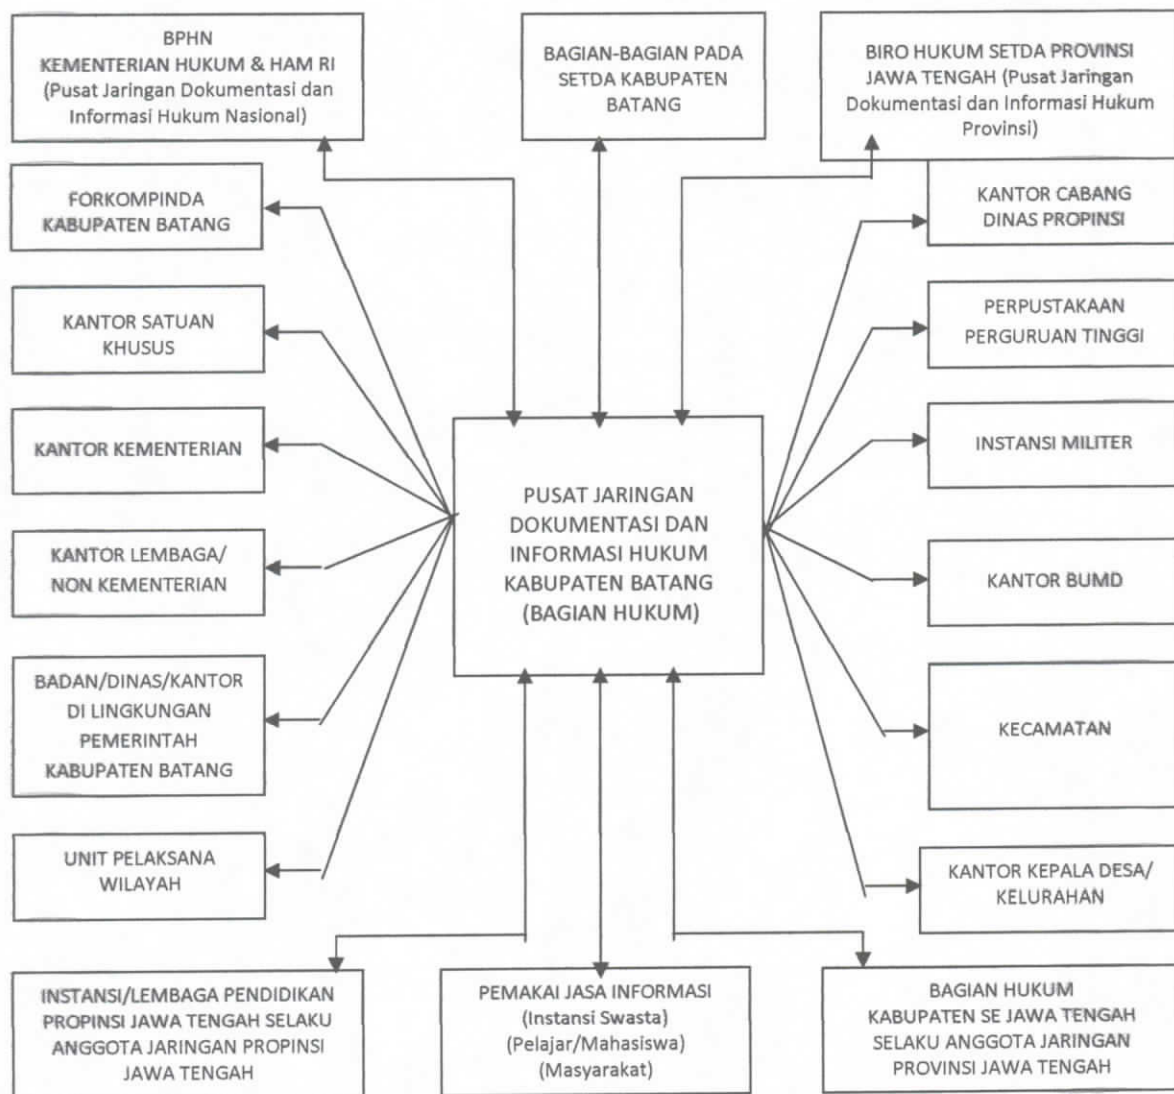 BPHN
KEMENTERIAN HUKUM & HAM RI
(Pusat Jaringan Dokumentasi dan
Informasi Hukum Nasional)
BAGIAN-BAGIAN PADA
SETDA KABUPATEN
BATANG
BIRO HUKUM SETDA PROVINSI
JAWA TENGAH (Pusat Jaringan
Dokumentasi dan Informasi Hukum
Provinsi)
FORKOMPINDA
KABUPATEN BATANG
KANTOR CABANG
DINAS PROPINSI
KANTOR SATUAN
KHUSUS
PERPUSTAKAAN
PERGURUAN TINGGI
KANTOR KEMENTERIAN
INSTANSI MILITER
PUSAT JARINGAN
DOKUMENTASI DAN
INFORMASI HUKUM
KABUPATEN BATANG
(BAGIAN HUKUM)
KANTOR LEMBAGA/
NON KEMENTERIAN
KANTOR BUMD
BADAN/DINAS/KANTOR
DI LINGKUNGAN
PEMERINTAH
KABUPATEN BATANG
KECAMATAN
UNIT PELAKSANA
WILAYAH
KANTOR KEPALA DESA/
KELURAHAN
INSTANSI/LEMBAGA PENDIDIKAN
PROPINSI JAWA TENGAH SELAKU
ANGGOTA JARINGAN PROPINSI
JAWA TENGAH
PEMAKAI JASA INFORMASI
(Instansi Swasta)
(Pelajar/Mahasiswa)
(Masyarakat)
BAGIAN HUKUM
KABUPATEN SE JAWA TENGAH
SELAKU ANGGOTA JARINGAN
PROVINSI JAWA TENGAH